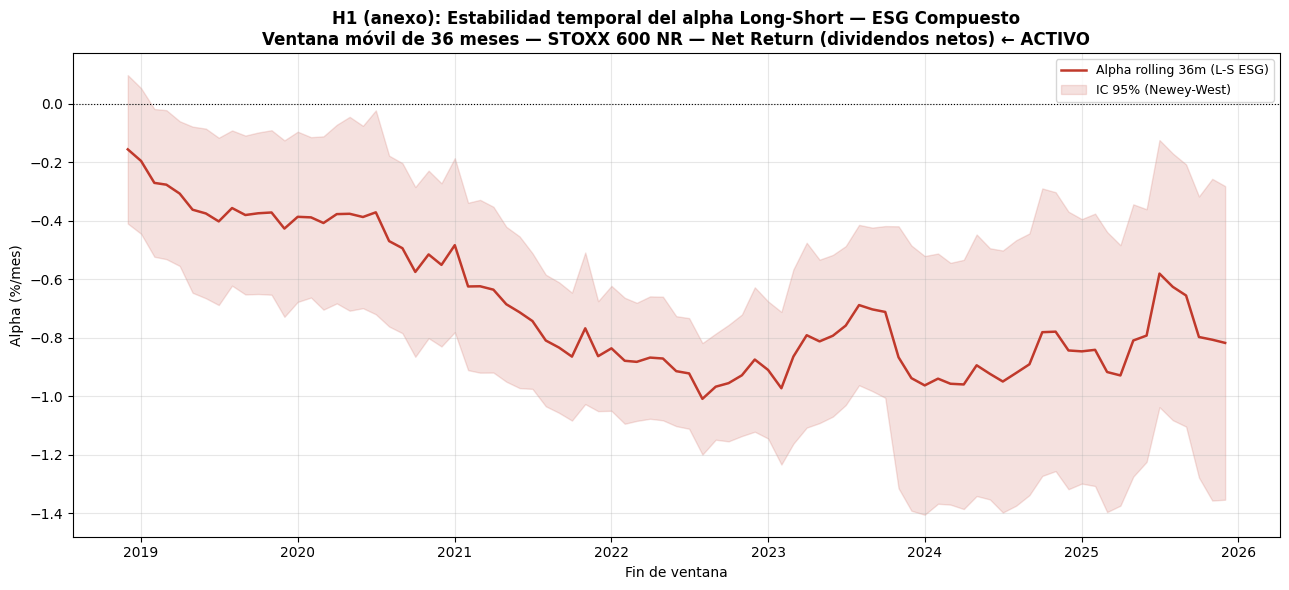 H1 (anexo): Estabilidad temporal del alpha Long-Short — ESG Compuesto
Ventana móvil de 36 meses — STOXX 600 NR — Net Return (dividendos netos) ← ACTIVO
Alpha rolling 36m (L-S ESG)
IC 95% (Newey-West)
Alpha (%/mes)
0.0
−0.2
−0.4
−0.6
−0.8
−1.0
−1.2
−1.4
2019 2020 2021 2022 2023 2024 2025 2026
Fin de ventana